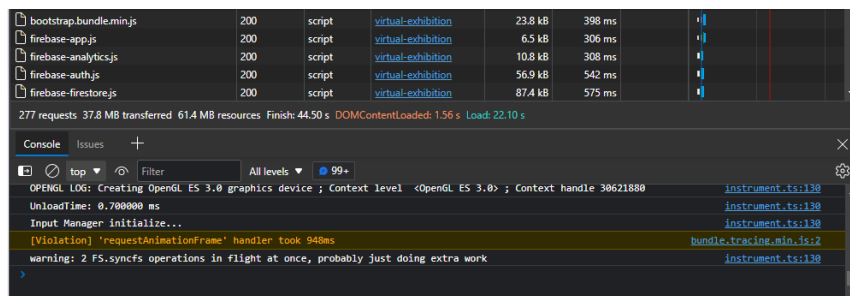 bootstrap.bundle.min.js 200 script virtual-exhibition 23.8 kB 398 ms
firebase-app.js 200 script virtual-exhibition 6.5 kB 306 ms
firebase-analytics.js 200 script virtual-exhibition 10.8 kB 308 ms
firebase-auth.js 200 script virtual-exhibition 56.9 kB 542 ms
firebase-firestore.js 200 script virtual-exhibition 87.4 kB 575 ms
277 requests 37.8 MB transferred 61.4 MB resources Finish: 44.50 s DOMContentLoaded: 1.56 s Load: 22.10 s
Console Issues
top Filter All levels 99+
OPENGL LOG: Creating OpenGL ES 3.0 graphics device ; Context level <OpenGL ES 3.0> ; Context handle 30621880 instrument.ts:130
UnloadTime: 0.700000 ms instrument.ts:130
Input Manager initialize... instrument.ts:130
[Violation] 'requestAnimationFrame' handler took 948ms bundle.tracing.min.js:2
warning: 2 FS.syncfs operations in flight at once, probably just doing extra work instrument.ts:130